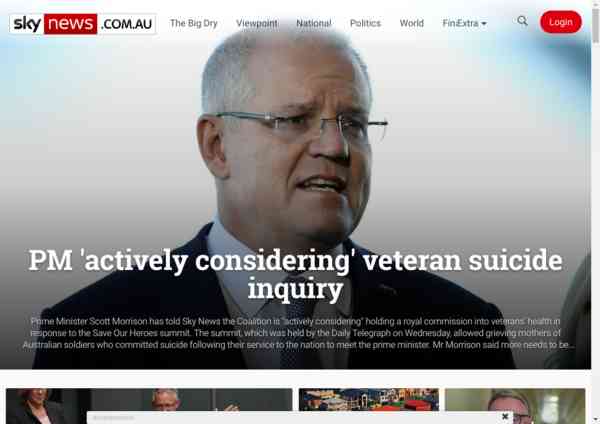 sky news .COM.AU The Big Dry Viewpoint National Politics World Extra Login
PM 'actively considering' veteran suicide
inquiry
Prime Minister Scott Morrison has told Sky News the Coalition is "actively considering" holding a royal commission into veterans' health in
response to the Save Our Heroes summit. The summit, which was held by the Daily Telegraph on Wednesday, allowed grieving mothers of
Australian soldiers who committed suicide following their service to the nation to meet the prime minister. Mr Morrison said more needs to be...
Advertisement